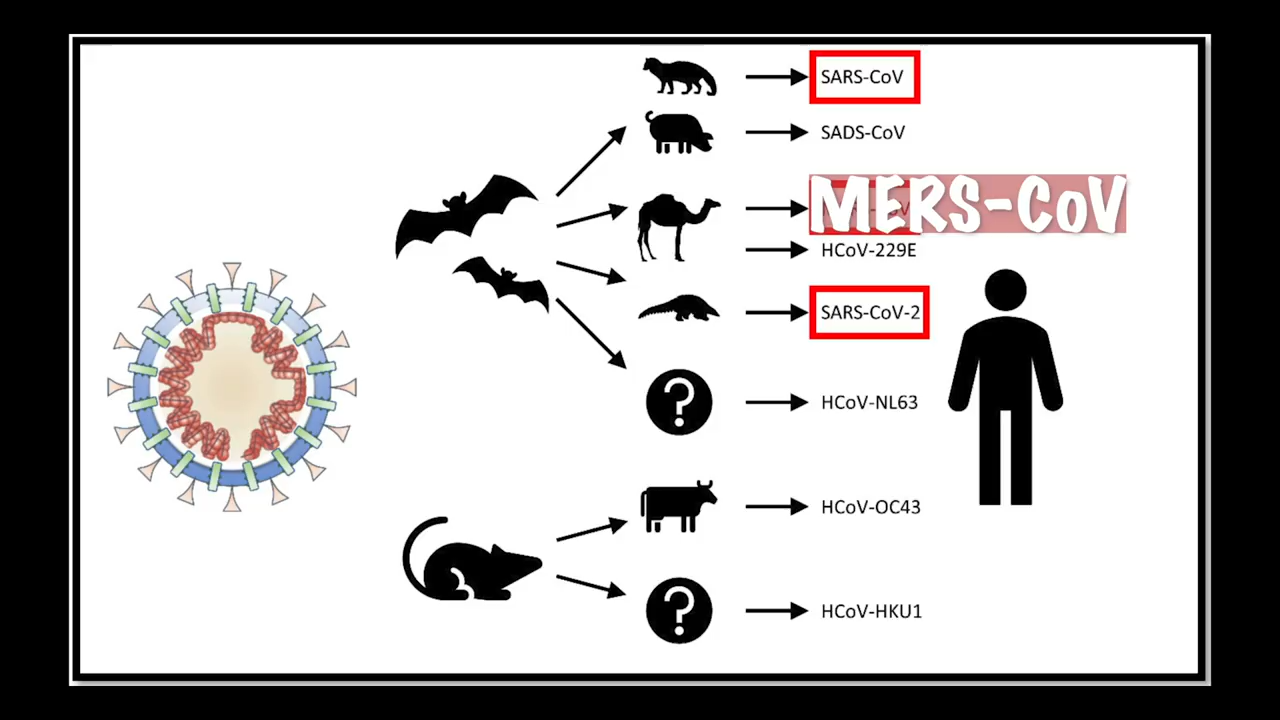 SARS-CoV
SADS-CoV
MERS-CoV
HCoV-229E
SARS-CoV-2
?
HCoV-NL63
HCoV-OC43
?
HCoV-HKU1